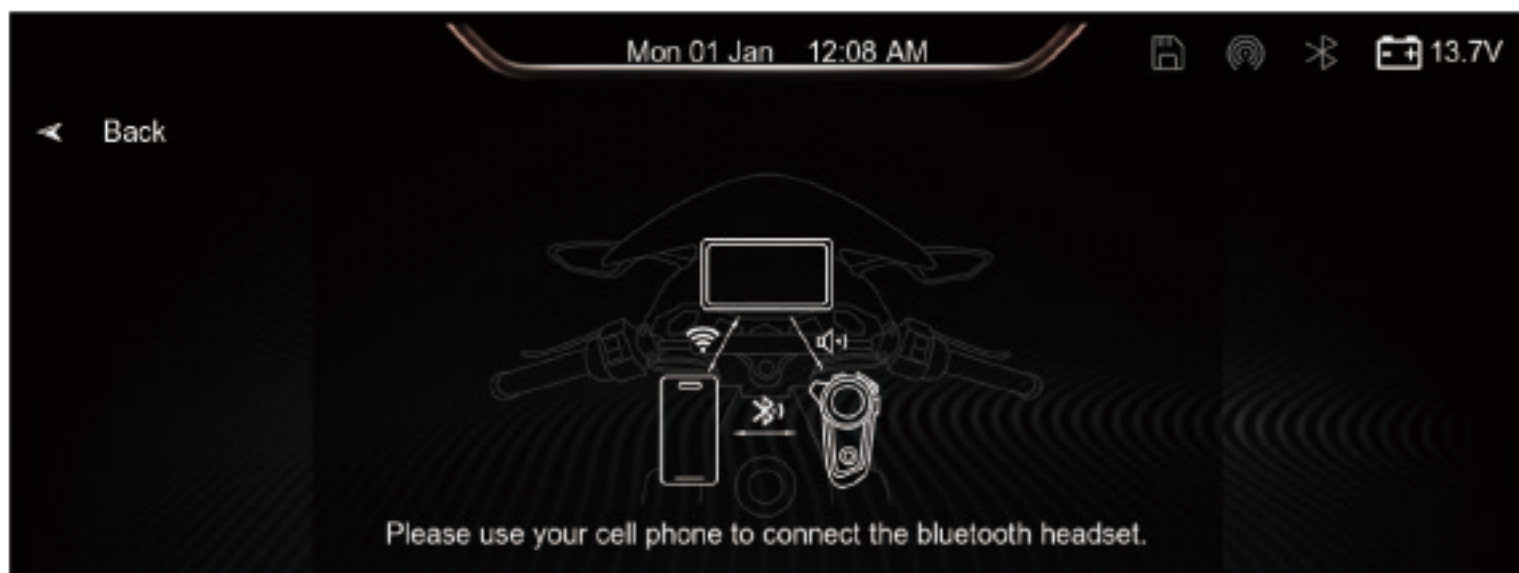 Mon 01 Jan 12:08 AM
13.7V
Back
Please use your cell phone to connect the bluetooth headset.